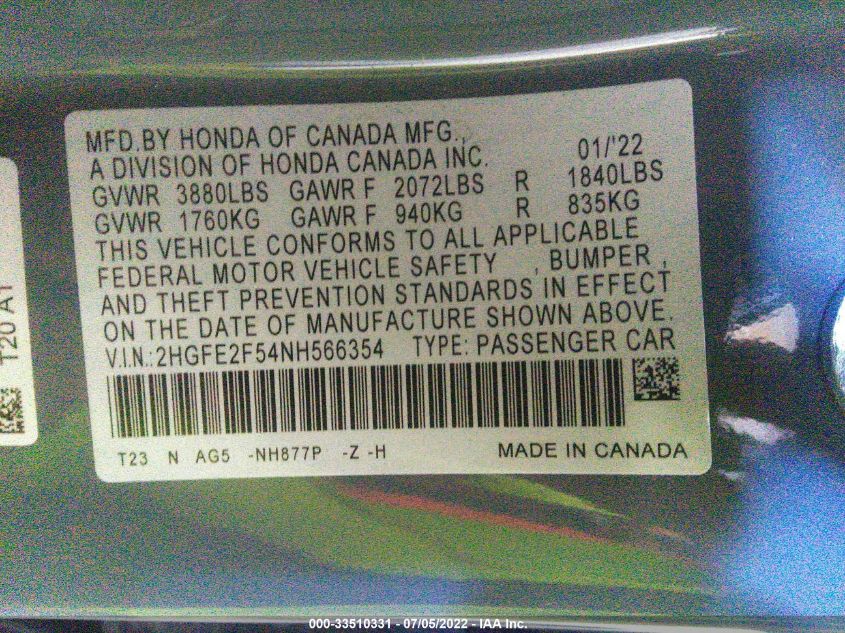 MFD.BY HONDA OF CANADA MFG.,
A DIVISION OF HONDA CANADA INC. 01/'22
GVWR 3880LBS GAWR F 2072LBS R 1840LBS
GVWR 1760KG GAWR F 940KG R 835KG
THIS VEHICLE CONFORMS TO ALL APPLICABLE
FEDERAL MOTOR VEHICLE SAFETY , BUMPER ,
AND THEFT PREVENTION STANDARDS IN EFFECT
ON THE DATE OF MANUFACTURE SHOWN ABOVE.
V.I.N.:2HGFE2F54NH566354 TYPE: PASSENGER CAR
T23 N AG5 -NH877P -Z -H MADE IN CANADA
T20 A1
000-33510331 - 07/05/2022 - IAA Inc.